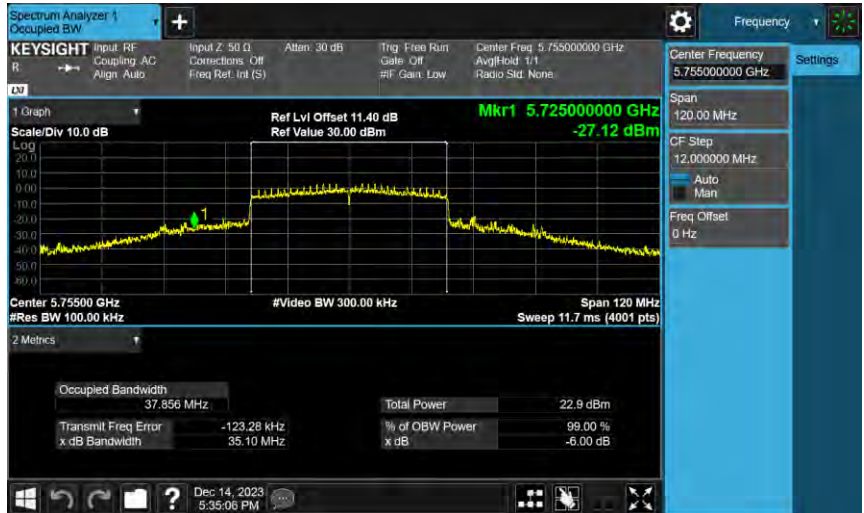 Spectrum Analyzer 1
Occupied BW
Frequency
KEYSIGHT
R
LXI
Input: RF
Coupling: AC
Align: Auto
Input Z: 50 Ω
Corrections: Off
Freq Ref: Int (S)
Atten: 30 dB
Trig: Free Run
Gate: Off
#IF Gain: Low
Center Freq: 5.755000000 GHz
Avg|Hold: 1/1
Radio Std: None
1 Graph
Scale/Div 10.0 dB
Ref Lvl Offset 11.40 dB
Ref Value 30.00 dBm
Mkr1 5.725000000 GHz
-27.12 dBm
Log
20.0
10.0
0.00
-10.0
-20.0
-30.0
-40.0
-50.0
-60.0
1
Center 5.75500 GHz
#Res BW 100.00 kHz
#Video BW 300.00 kHz
Span 120 MHz
Sweep 11.7 ms (4001 pts)
2 Metrics
Occupied Bandwidth
37.856 MHz
Transmit Freq Error -123.28 kHz
x dB Bandwidth 35.10 MHz
Total Power 22.9 dBm
% of OBW Power 99.00 %
x dB -6.00 dB
Center Frequency
5.755000000 GHz
Span
120.00 MHz
CF Step
12.000000 MHz
Auto
Man
Freq Offset
0 Hz
Settings
Dec 14, 2023
5:35:06 PM